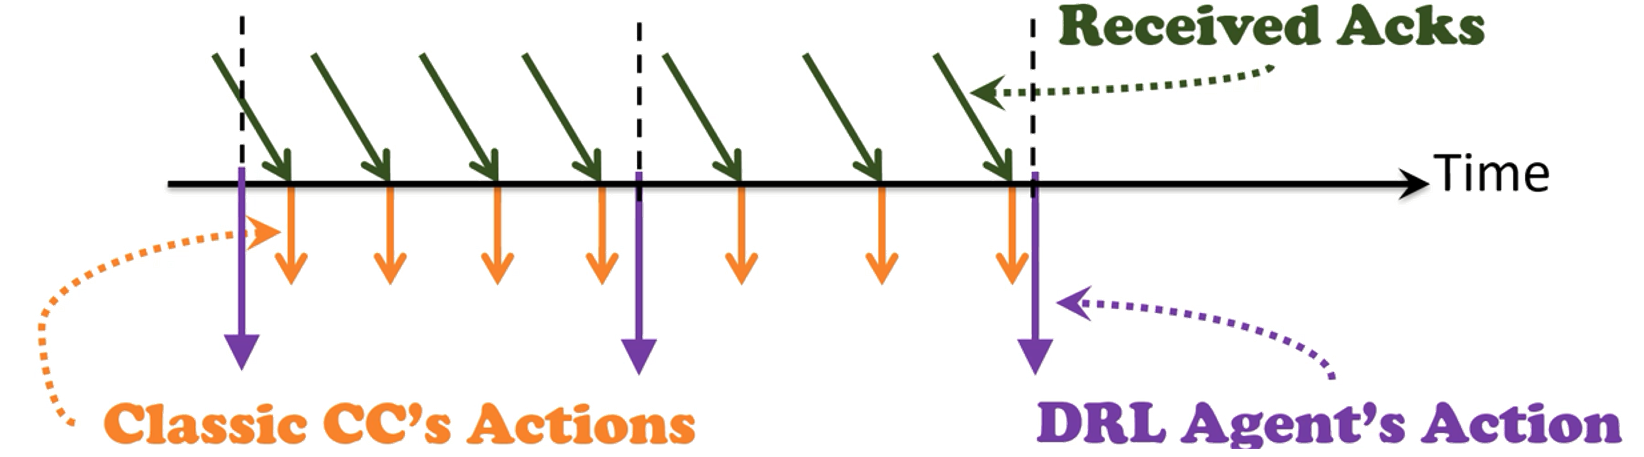 Received Acks
Time
Classic CC's Actions
DRL Agent's Action